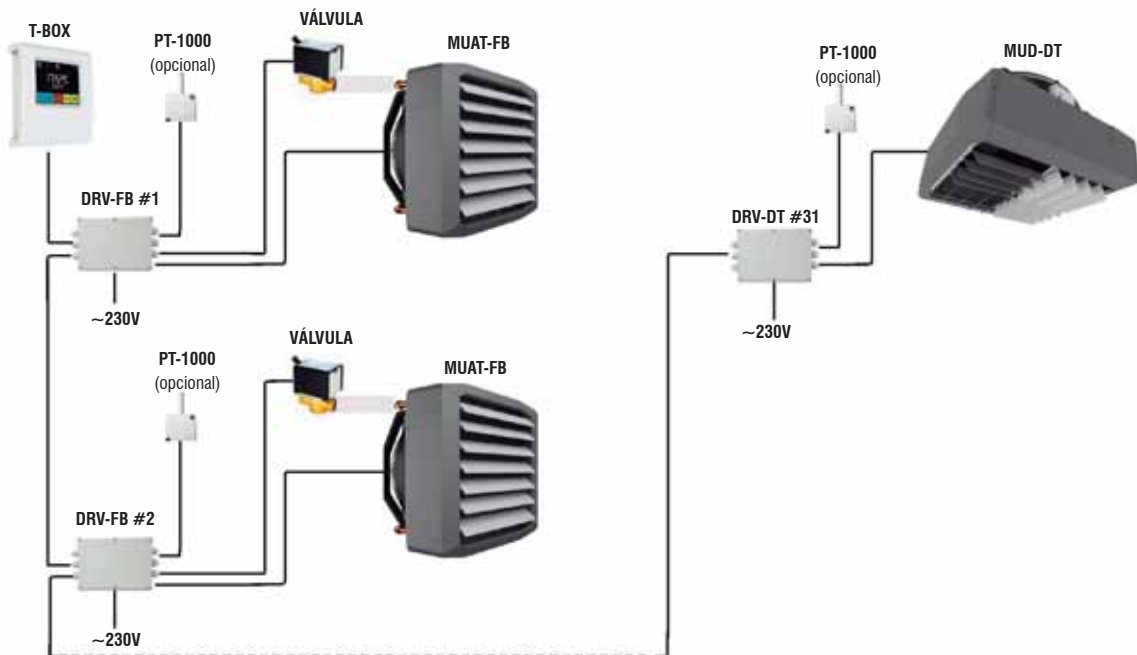 T-BOX
PT-1000
(opcional)
VÁLVULA
MUAT-FB
DRV-FB #1
~230V
PT-1000
(opcional)
MUD-DT
DRV-DT #31
~230V
PT-1000
(opcional)
VÁLVULA
MUAT-FB
DRV-FB #2
~230V